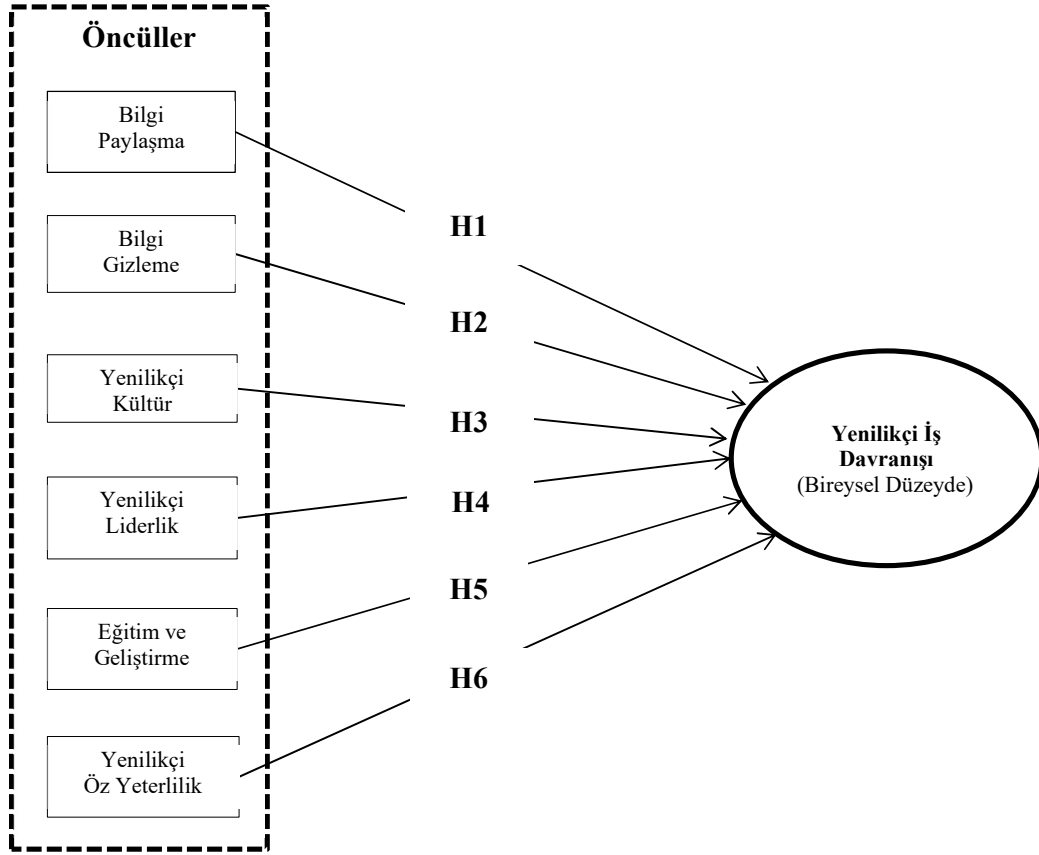 Öncüller
Bilgi
Paylaşma
Bilgi
Gizleme
Yenilikçi
Kültür
Yenilikçi
Liderlik
Eğitim ve
Geliştirme
Yenilikçi
Öz Yeterlilik
H1
H2
H3
H4
H5
H6
Yenilikçi İş
Davranışı
(Bireysel Düzeyde)